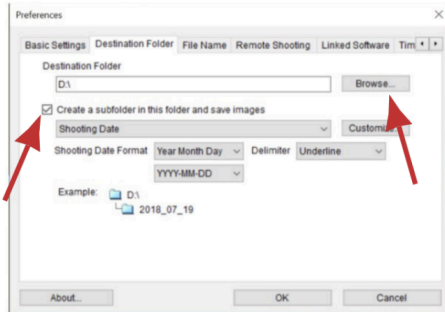 Preferences
Basic Settings Destination Folder File Name Remote Shooting Linked Software Tim
Destination Folder
D:\ Browse...
Create a subfolder in this folder and save images
Shooting Date
Shooting Date Format Year Month Day Delimiter Underline
YYYY-MM-DD
Example: D:\
2018_07_19
About... OK Cancel